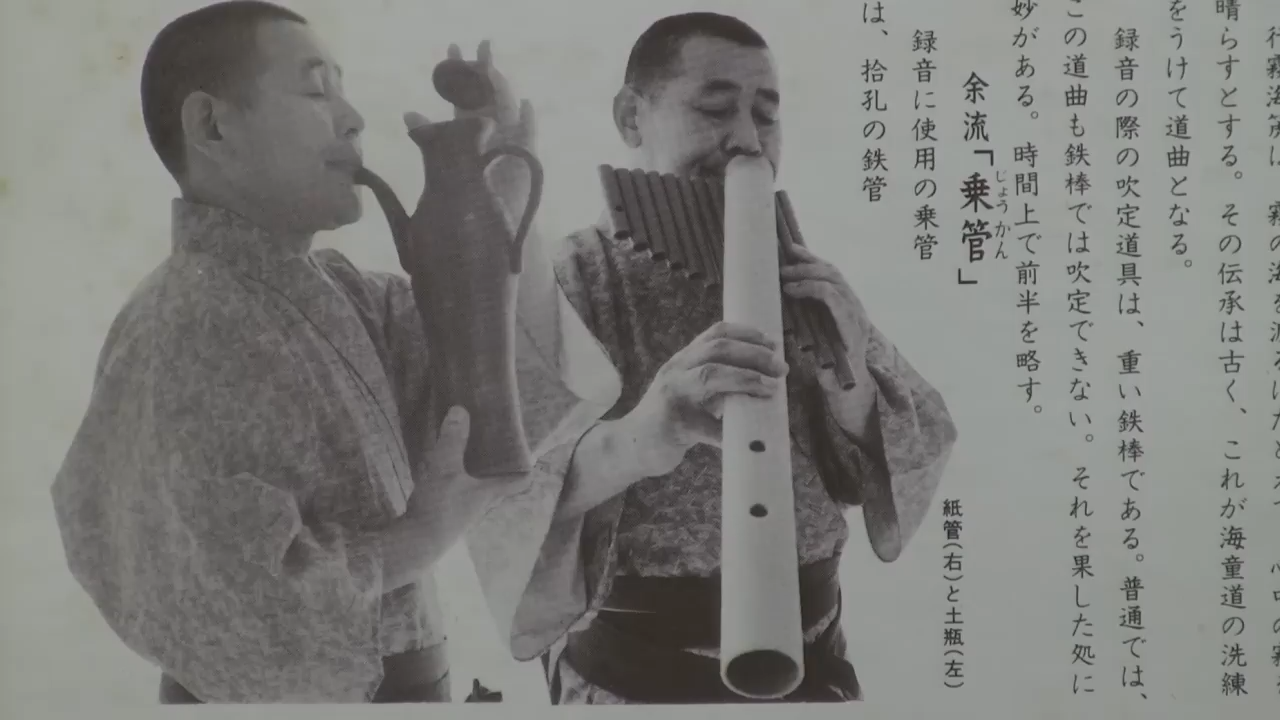 晴らすとする。その伝承は古く、これが海童道の洗練
をうけて道曲となる。
録音の際の吹定道具は、重い鉄棒である。普通では、
この道曲も鉄棒では吹定できない。それを果した処に
妙がある。時間上で前半を略す。
じょうかん
余流「乗管」
録音に使用の乗管
は、拾孔の鉄管
紙管(右)と土瓶(左)